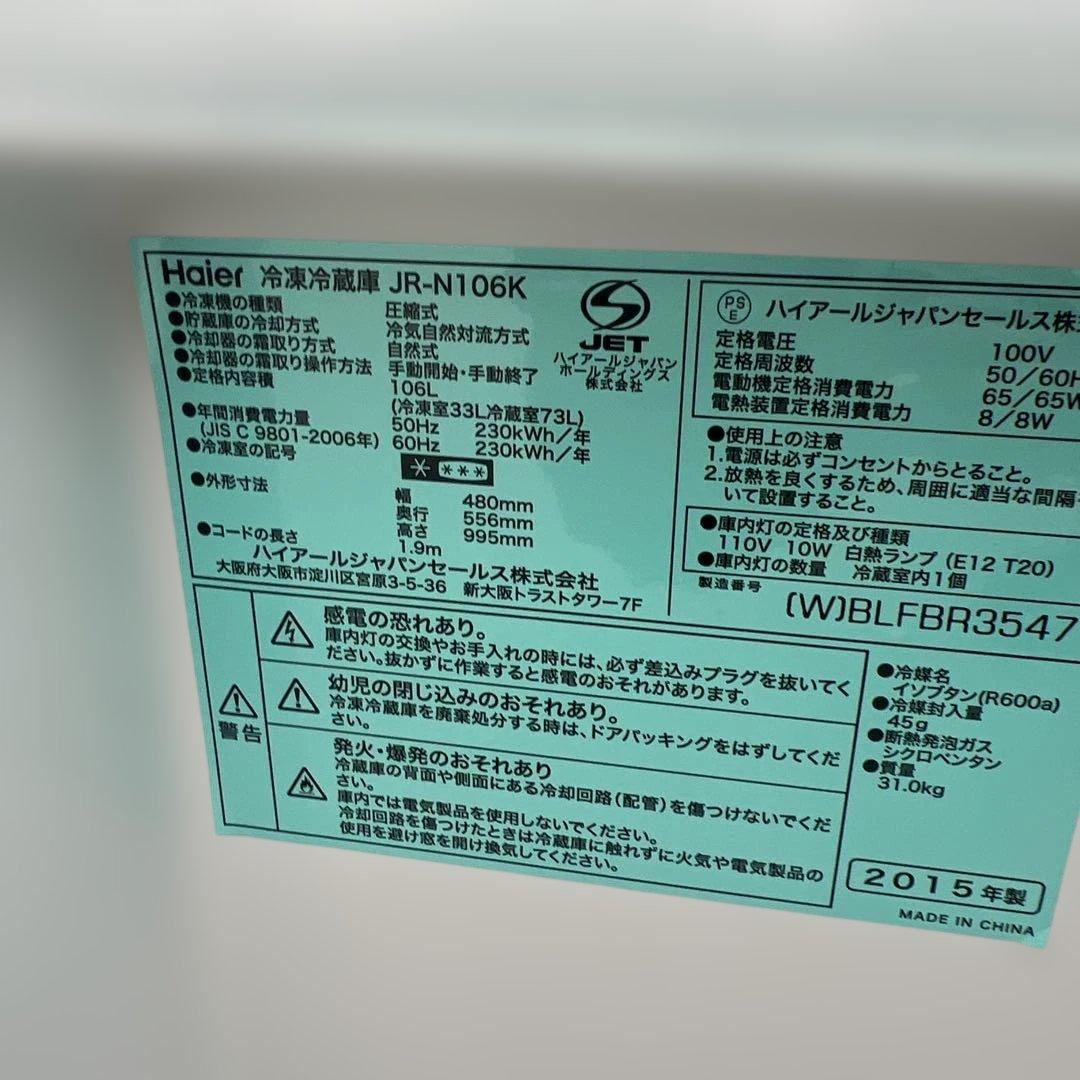 Haier 冷凍冷蔵庫 JR-N106K
●冷凍機の種類 圧縮式
●貯蔵庫の冷却方式 冷気自然対流方式
●冷却器の霜取り方式 自然式
●冷却器の霜取り操作方法 手動開始・手動終了
●定格内容積 106L
(冷凍室33L冷蔵室73L)
●年間消費電力量 50Hz 230kWh/年
(JIS C 9801-2006年) 60Hz 230kWh/年
●冷凍室の記号 * ***
●外形寸法 幅 480mm
奥行 556mm
高さ 995mm
●コードの長さ 1.9m
ハイアールジャパンセールス株式会社
大阪府大阪市淀川区宮原3-5-36 新大阪トラストタワー7F
JET
ハイアールジャパン
ホールディングス
株式会社
PS
E
ハイアールジャパンセールス株
定格電圧 100V
定格周波数 50/60H
電動機定格消費電力 65/65W
電熱装置定格消費電力 8/8W
●使用上の注意
1.電源は必ずコンセントからとること。
2.放熱を良くするため、周囲に適当な間隔
いて設置すること。
●庫内灯の定格及び種類
110V 10W 白熱ランプ (E12 T20)
●庫内灯の数量 冷蔵室内1個
製造番号
(W)BLFBR3547
警告
感電の恐れあり。
庫内灯の交換やお手入れの時には、必ず差込みプラグを抜いてく
ださい。抜かずに作業すると感電のおそれがあります。
幼児の閉じ込みのおそれあり。
冷凍冷蔵庫を廃棄処分する時は、ドアパッキングをはずしてくだ
さい。
発火・爆発のおそれあり
冷蔵庫の背面や側面にある冷却回路(配管)を傷つけないでくだ
さい。
庫内では電気製品を使用しないでください。
冷却回路を傷つけたときは冷蔵庫に触れずに火気や電気製品の
使用を避け窓を開け換気してください。
●冷媒名
イソブタン(R600a)
●冷媒封入量
45g
●断熱発泡ガス
シクロペンタン
●質量
31.0kg
2015年製
MADE IN CHINA